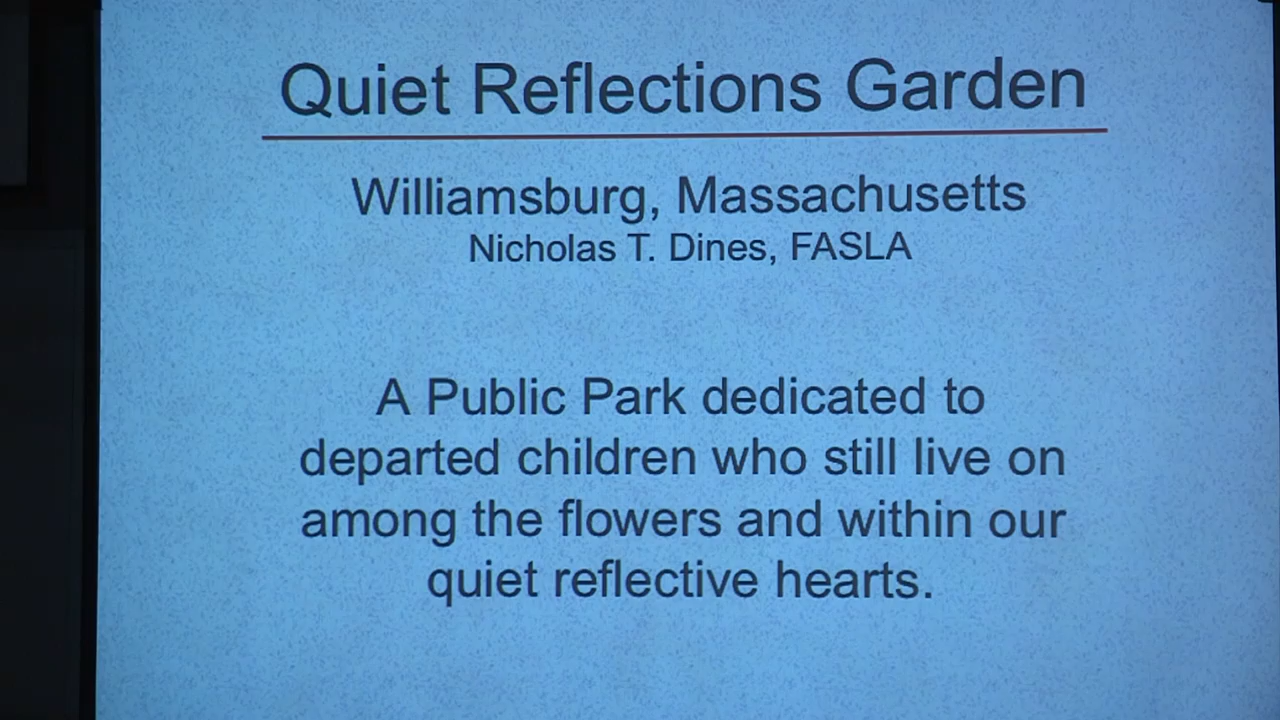 Quiet Reflections Garden
Williamsburg, Massachusetts
Nicholas T. Dines, FASLA
A Public Park dedicated to
departed children who still live on
among the flowers and within our
quiet reflective hearts.